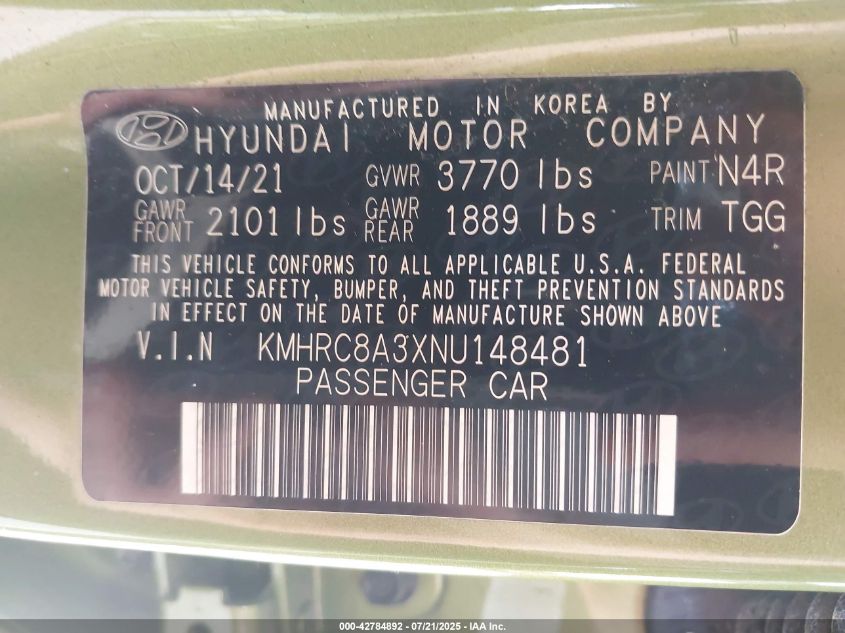 MANUFACTURED IN KOREA BY
HYUNDAI MOTOR COMPANY
OCT/14/21 GVWR 3770 lbs PAINT N4R
GAWR FRONT 2101 lbs GAWR REAR 1889 lbs TRIM TGG
THIS VEHICLE CONFORMS TO ALL APPLICABLE U.S.A. FEDERAL
MOTOR VEHICLE SAFETY, BUMPER, AND THEFT PREVENTION STANDARDS
IN EFFECT ON THE DATE OF MANUFACTURE SHOWN ABOVE
V.I.N KMHRC8A3XNU148481
PASSENGER CAR
000-42784892 - 07/21/2025 - IAA Inc.